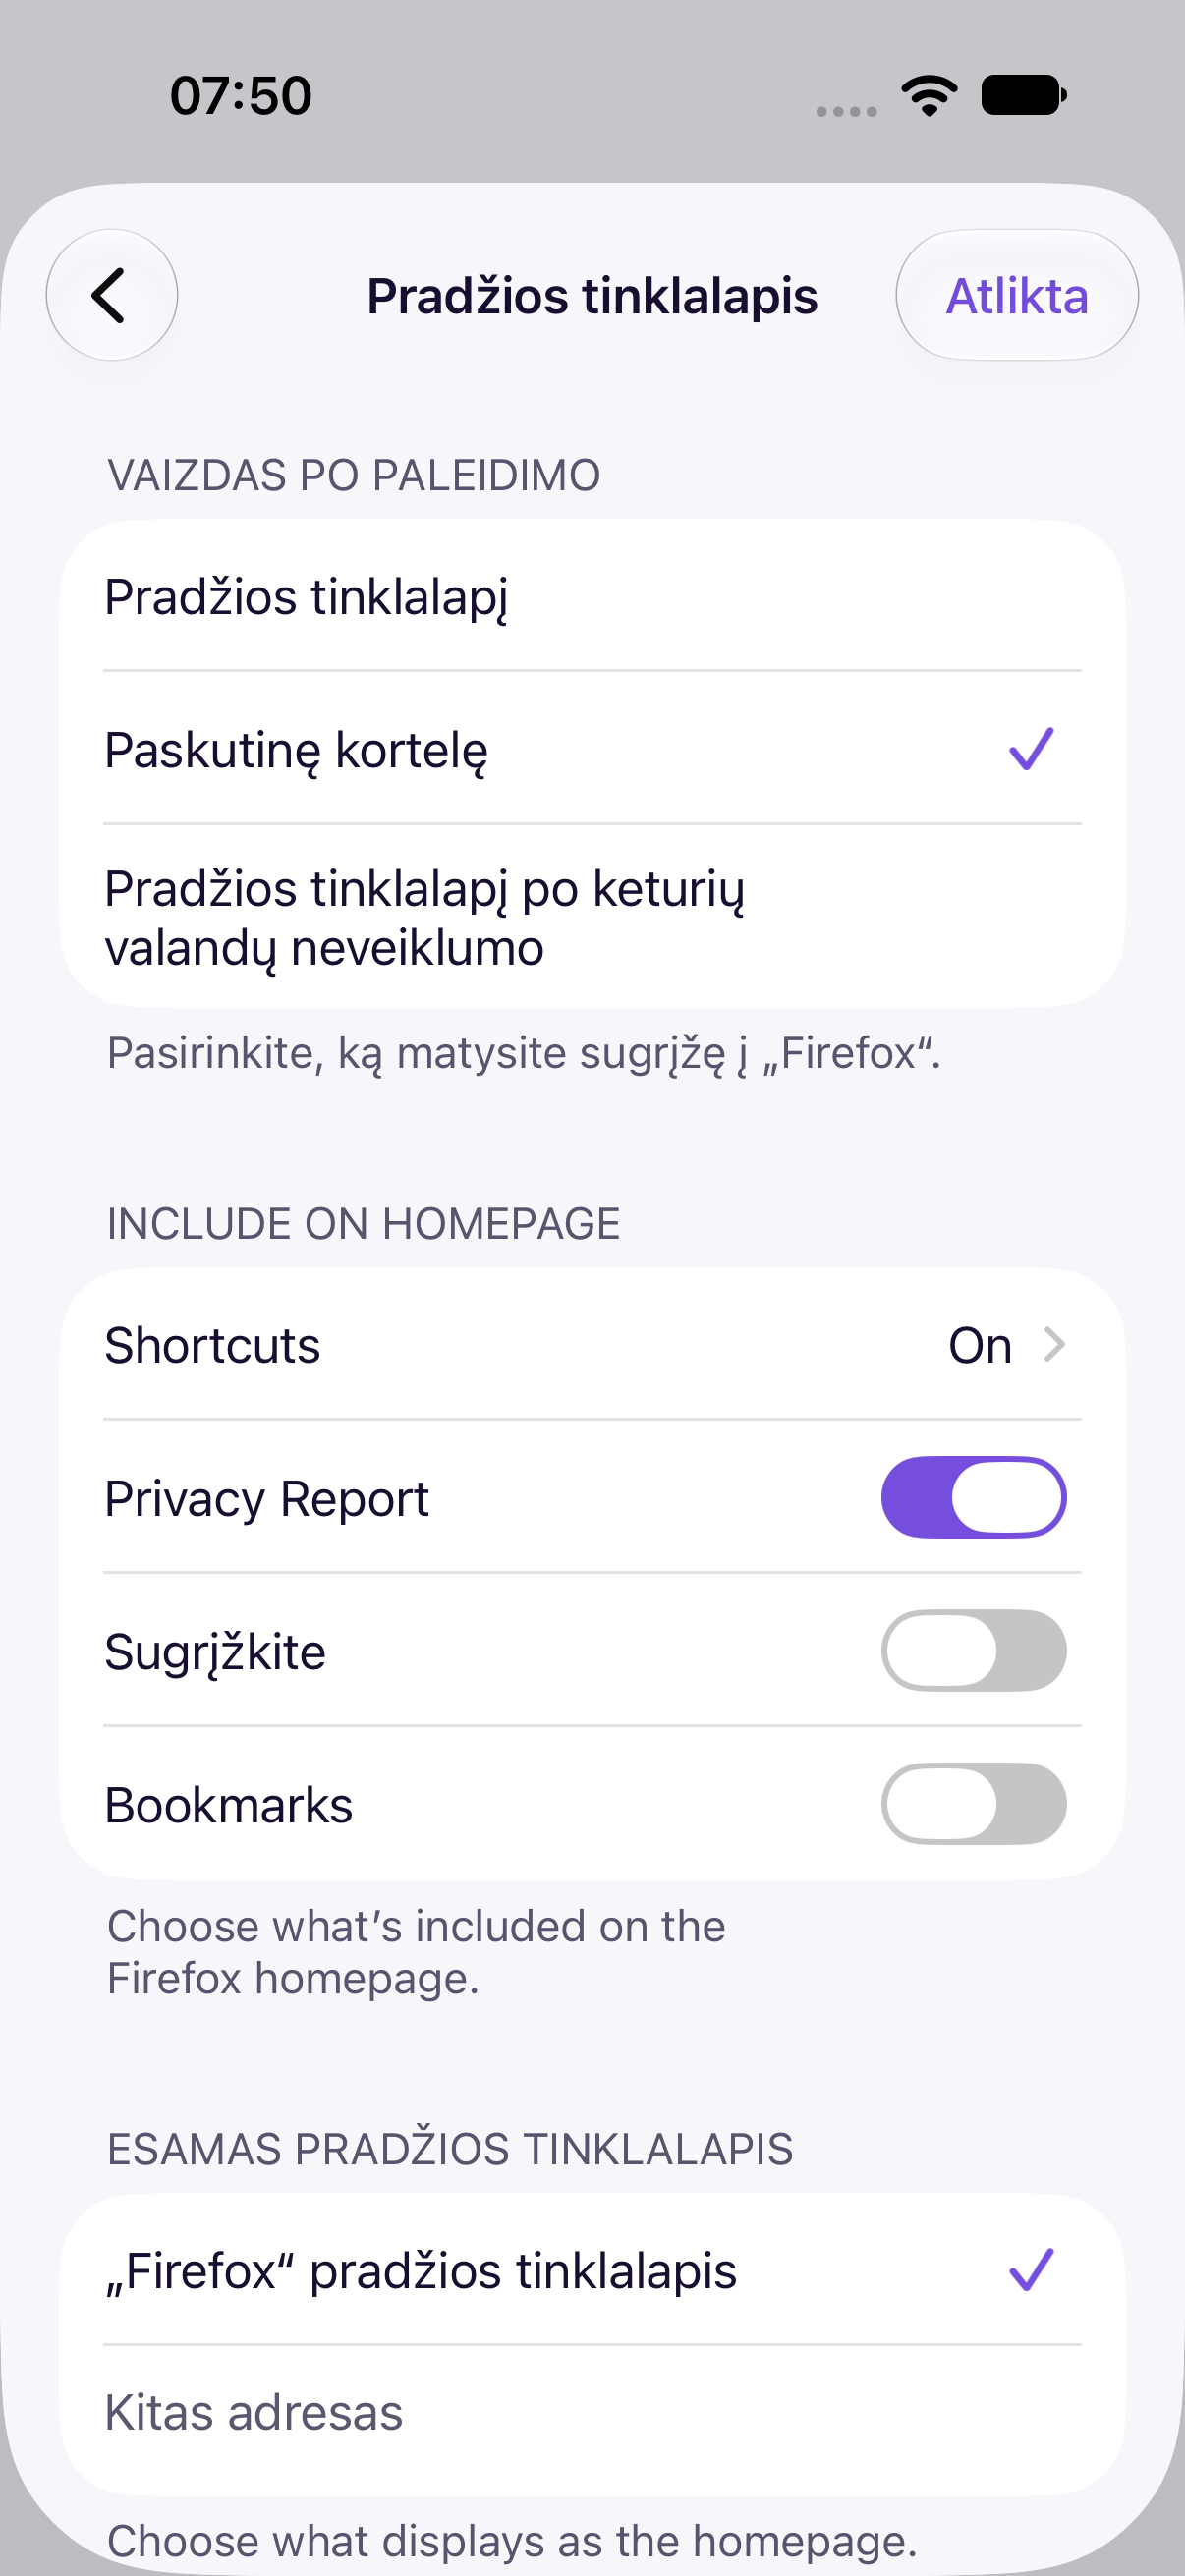 07:50
Pradžios tinklalapis
Atlikta
VAIZDAS PO PALEIDIMO
Pradžios tinklalapį
Paskutinę kortelę
Pradžios tinklalapį po keturių
valandų neveiklumo
Pasirinkite, ką matysite sugrįžę į „Firefox“.
INCLUDE ON HOMEPAGE
Shortcuts On
Privacy Report
Sugrįžkite
Bookmarks
Choose what’s included on the
Firefox homepage.
ESAMAS PRADŽIOS TINKLALAPIS
„Firefox“ pradžios tinklalapis
Kitas adresas
Choose what displays as the homepage.